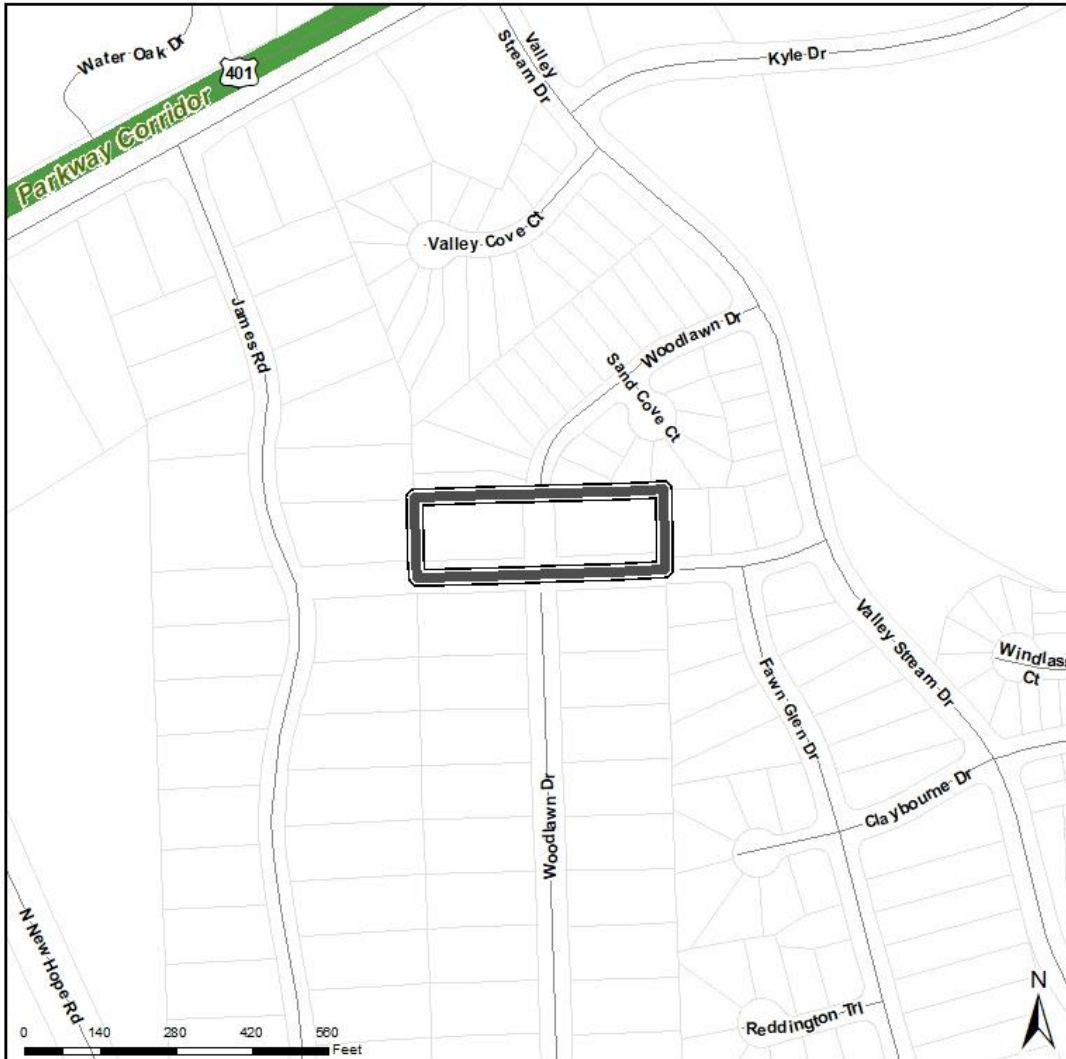 Water Oak Dr
401
Parkway Corridor
Valley
Stream Dr
Kyle Dr
Valley Cove Ct
James Rd
Woodlawn Dr
Sand Cove Ct
Valley Stream Dr
Windlas
Ct
Fawn Glen Dr
Claybourne Dr
Woodlawn Dr
N New Hope Rd
Reddington Trl
N
0 140 280 420 560
Feet